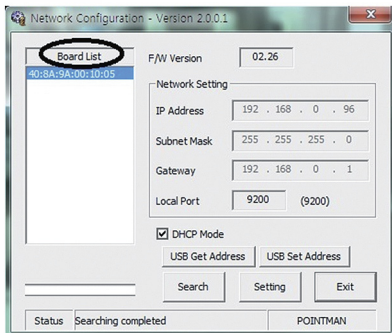 Network Configuration - Version 2.0.0.1
Board List
40:8A:9A:00:10:05
F/W Version 02.26
Network Setting
IP Address 192 . 168 . 0 . 96
Subnet Mask 255 . 255 . 255 . 0
Gateway 192 . 168 . 0 . 1
Local Port 9200 (9200)
DHCP Mode
USB Get Address USB Set Address
Search Setting Exit
Status Searching completed POINTMAN